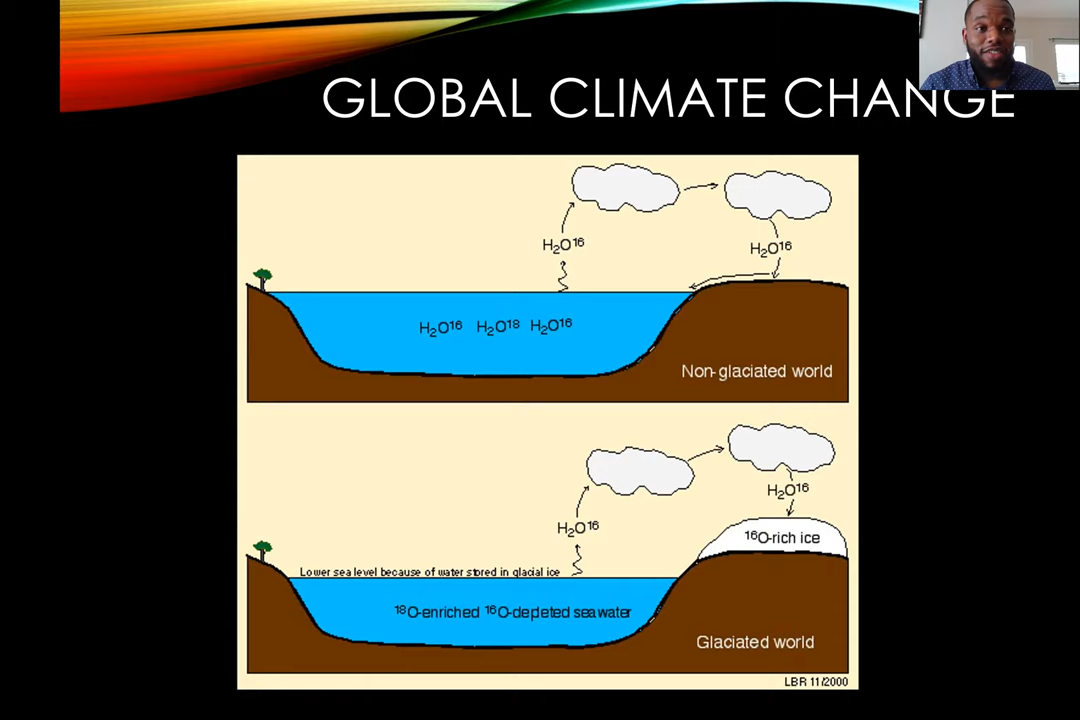 GLOBAL CLIMATE CHANGE
H₂O¹⁶
H₂O¹⁶
H₂O¹⁶ H₂O¹⁸ H₂O¹⁶
Non-glaciated world
H₂O¹⁶
H₂O¹⁶
¹⁶O-rich ice
Lower sea level because of water stored in glacial ice
¹⁸O-enriched ¹⁶O-depleted seawater
Glaciated world
LBR 11/2000